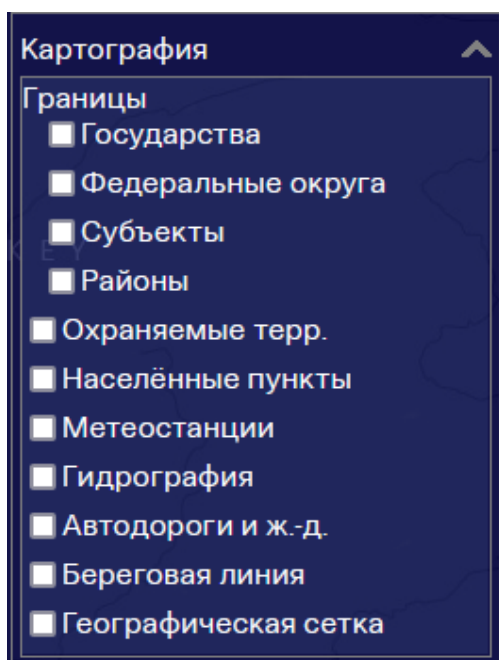 Картография
Границы
Государства
Федеральные округа
Субъекты
Районы
Охраняемые терр.
Населённые пункты
Метеостанции
Гидрография
Автодороги и ж.-д.
Береговая линия
Географическая сетка